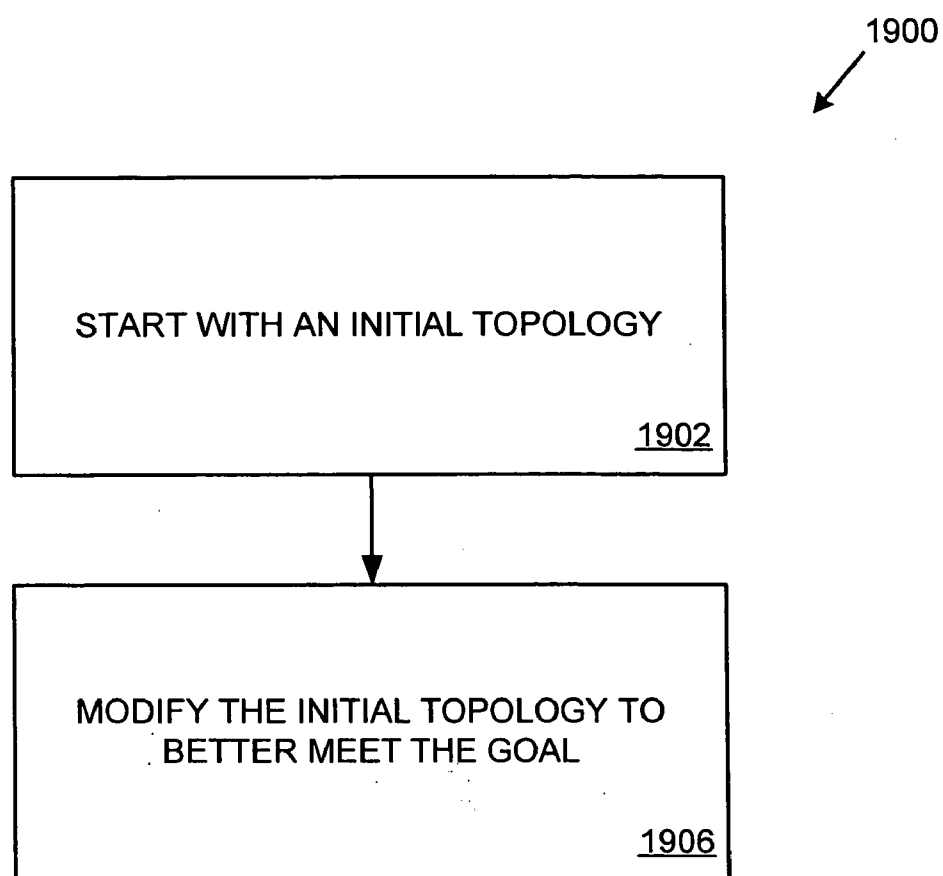 1900
START WITH AN INITIAL TOPOLOGY
1902
MODIFY THE INITIAL TOPOLOGY TO
BETTER MEET THE GOAL
1906